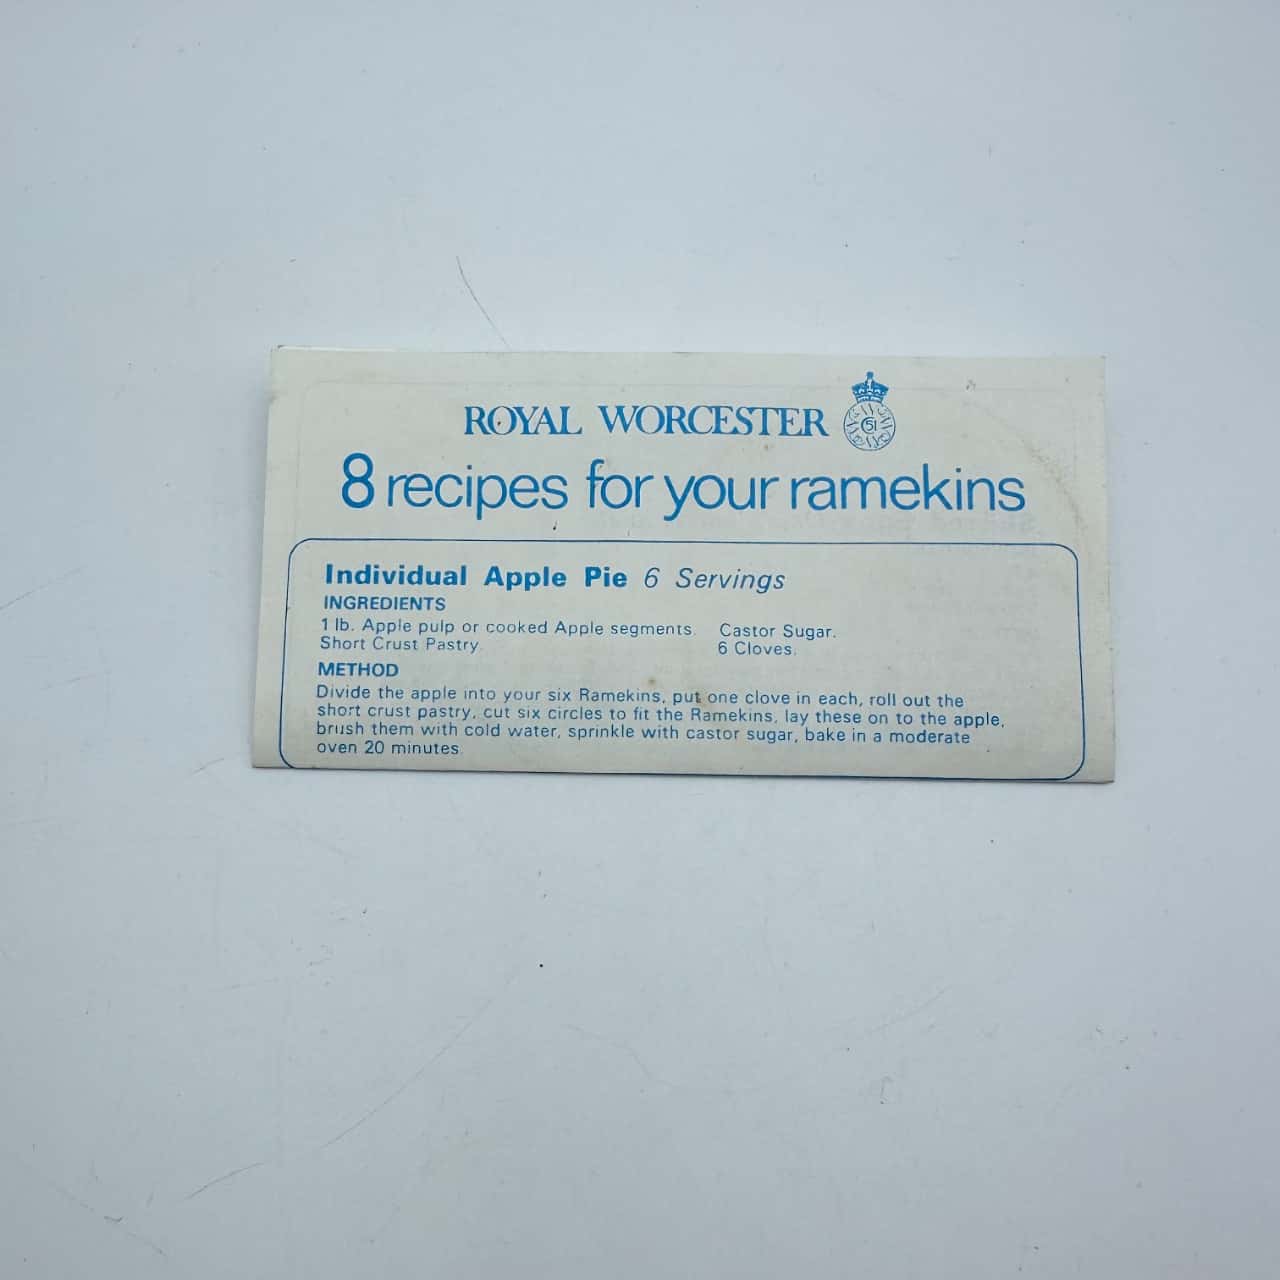 ROYAL WORCESTER
51
8 recipes for your ramekins
Individual Apple Pie 6 Servings
INGREDIENTS
1 lb. Apple pulp or cooked Apple segments. Castor Sugar.
Short Crust Pastry. 6 Cloves.
METHOD
Divide the apple into your six Ramekins, put one clove in each, roll out the
short crust pastry, cut six circles to fit the Ramekins, lay these on to the apple,
brush them with cold water, sprinkle with castor sugar, bake in a moderate
oven 20 minutes.